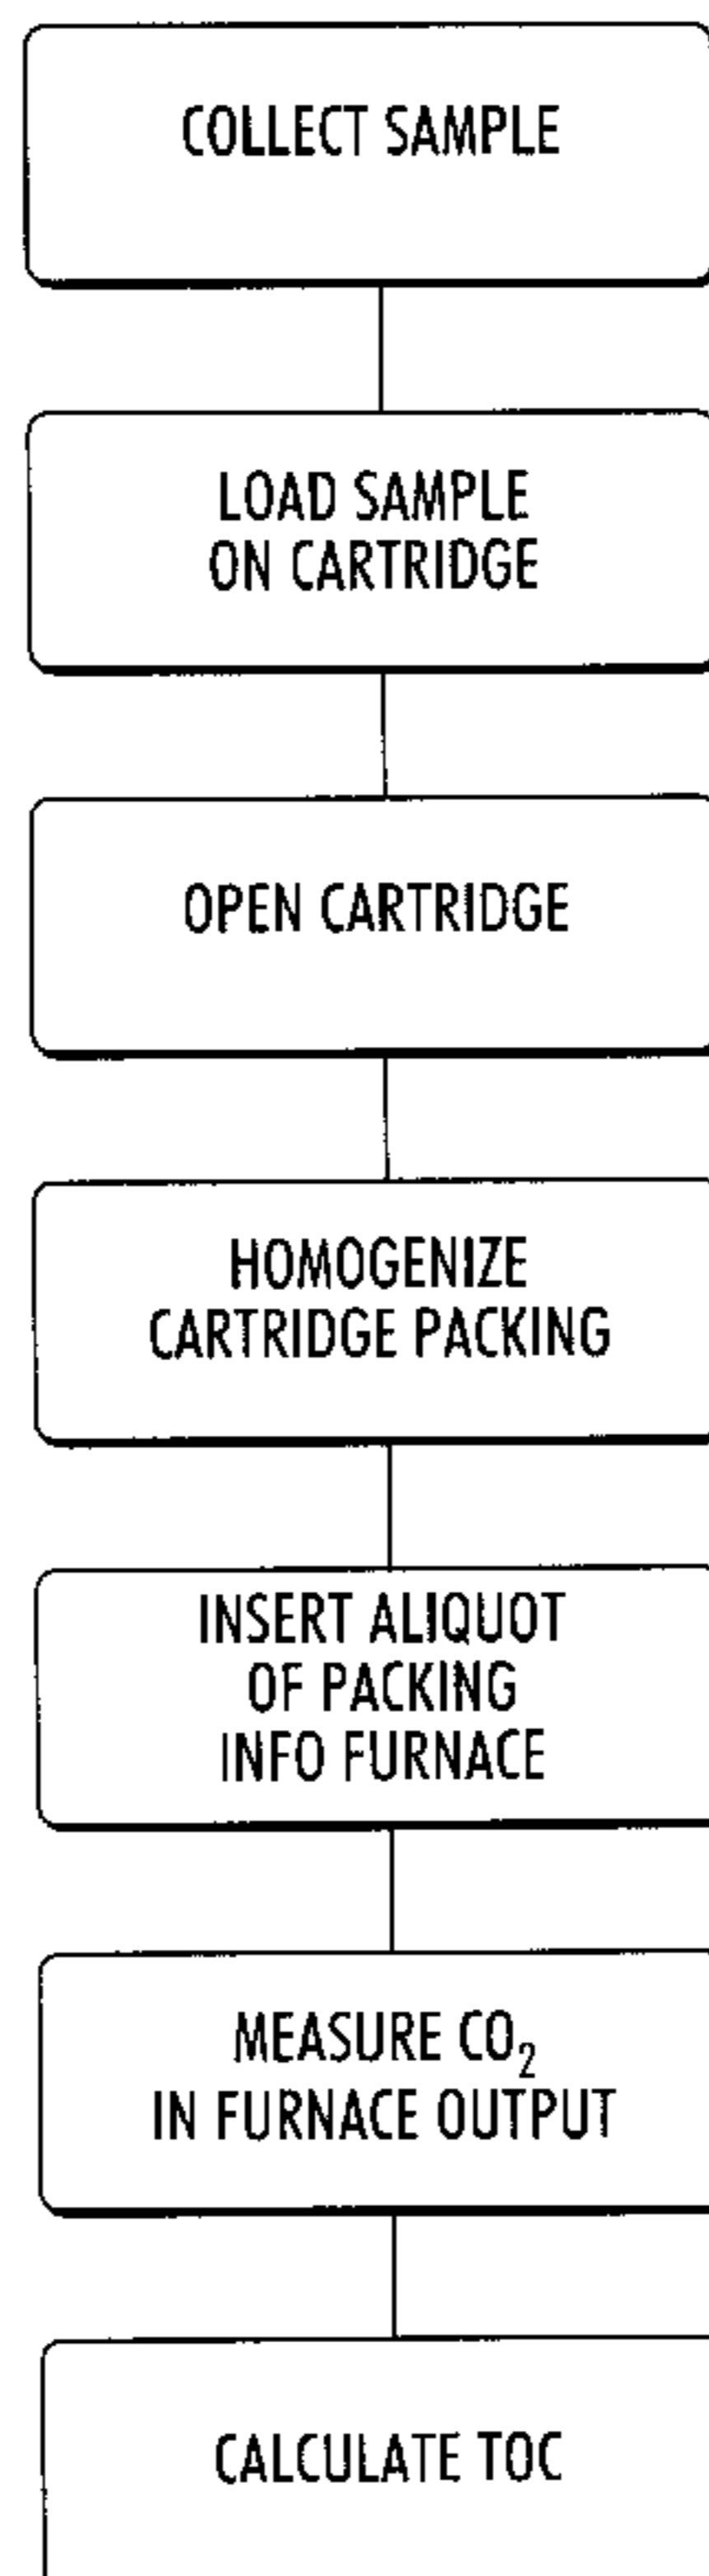 COLLECT SAMPLE
LOAD SAMPLE
ON CARTRIDGE
OPEN CARTRIDGE
HOMOGENIZE
CARTRIDGE PACKING
INSERT ALIQUOT
OF PACKING
INFO FURNACE
MEASURE CO₂
IN FURNACE OUTPUT
CALCULATE TOC